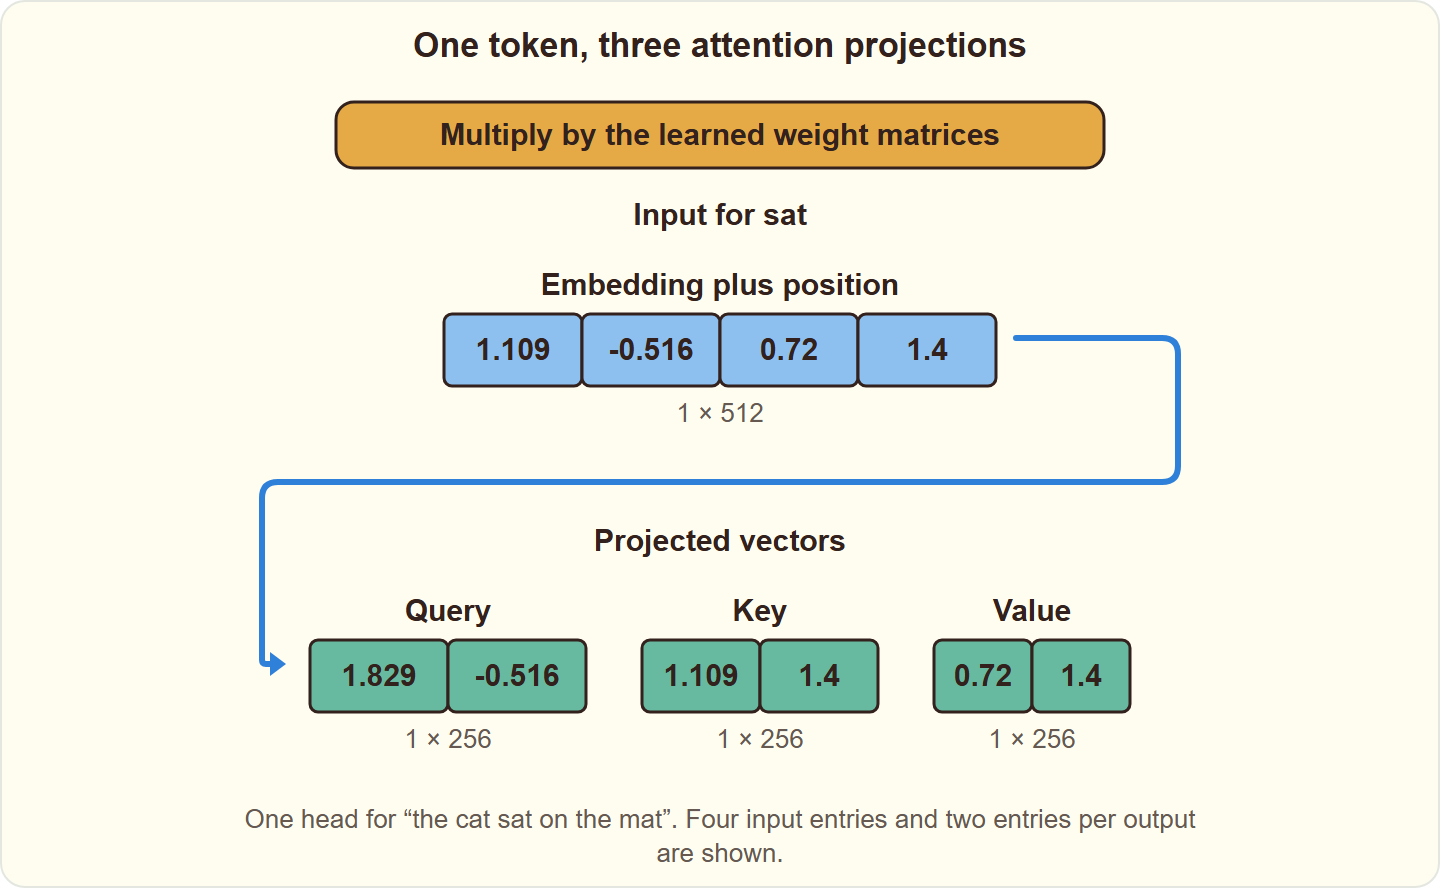 One token, three attention projections
Multiply by the learned weight matrices
Input for sat
Embedding plus position
1.109 -0.516 0.72 1.4
1 × 512
Projected vectors
Query Key Value
1.829 -0.516 1.109 1.4 0.72 1.4
1 × 256 1 × 256 1 × 256
One head for “the cat sat on the mat”. Four input entries and two entries per output
are shown.